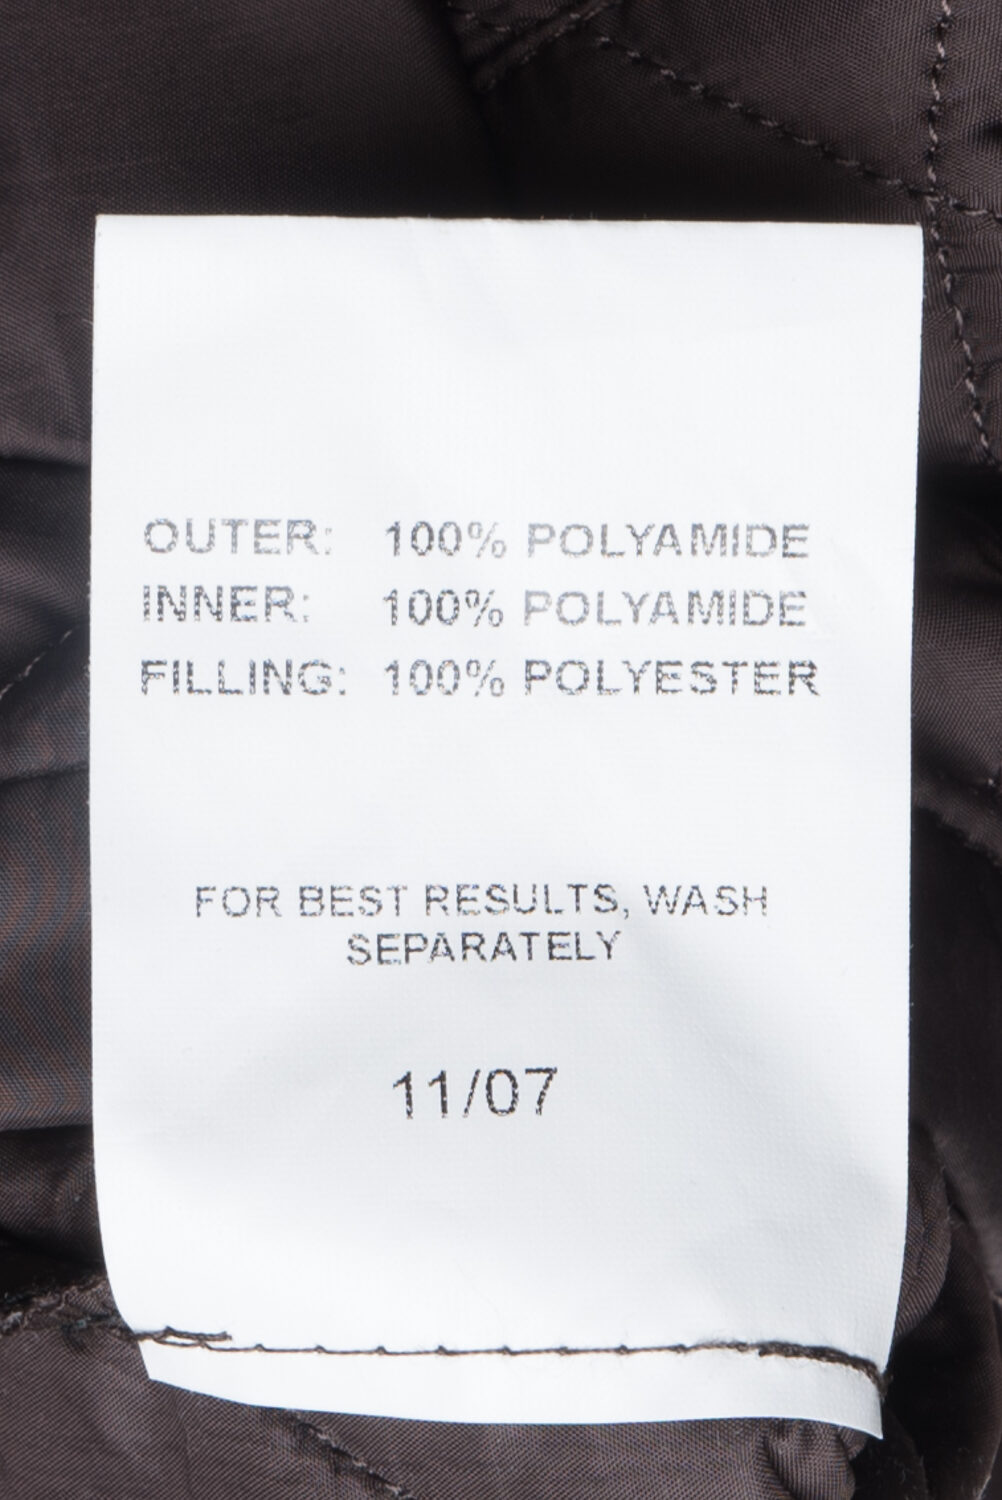 OUTER: 100% POLYAMIDE
INNER: 100% POLYAMIDE
FILLING: 100% POLYESTER
FOR BEST RESULTS, WASH
SEPARATELY
11/07